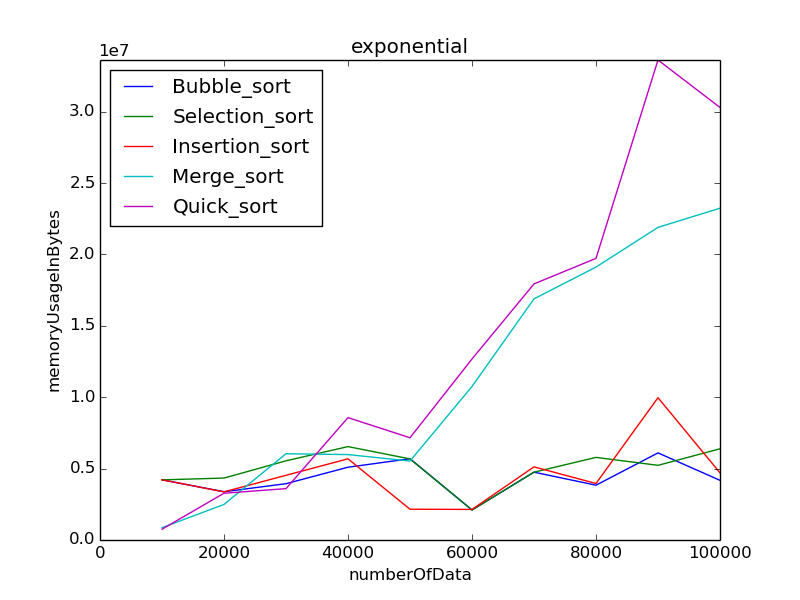 exponential
1e7
Bubble_sort
Selection_sort
Insertion_sort
Merge_sort
Quick_sort
3.0
2.5
2.0
1.5
1.0
0.5
0.0
memoryUsageInBytes
0 20000 40000 60000 80000 100000
numberOfData